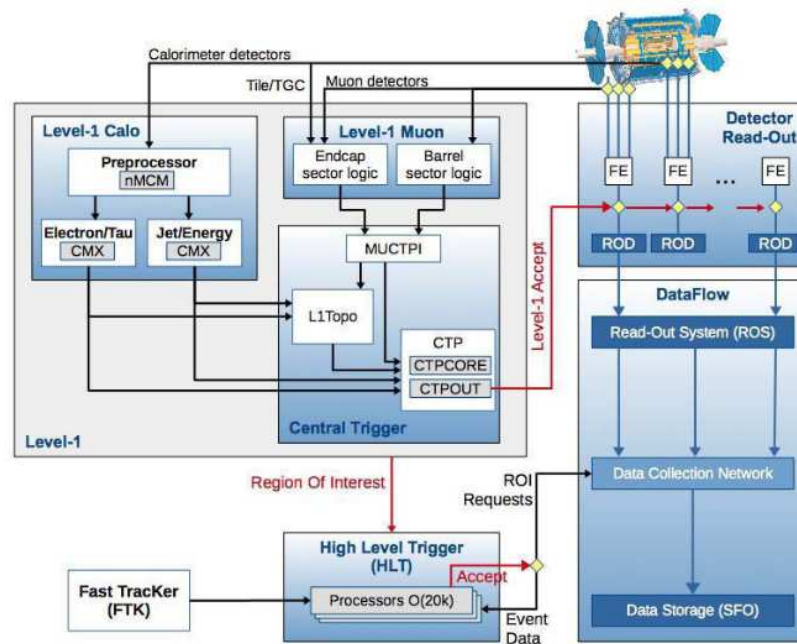 Calorimeter detectors
Tile/TGC
Muon detectors
Level-1 Calo
Preprocessor
nMCM
Electron/Tau
CMX
Jet/Energy
CMX
Level-1 Muon
Endcap
sector logic
Barrel
sector logic
MUCTPI
L1Topo
CTP
CTPCORE
CTPOUT
Central Trigger
Level-1
Level-1 Accept
Detector
Read-Out
FE
FE
...
FE
ROD
ROD
ROD
DataFlow
Read-Out System (ROS)
Data Collection Network
Data Storage (SFO)
Region Of Interest
ROI
Requests
High Level Trigger
(HLT)
Accept
Processors O(20k)
Event
Data
Fast TracKer
(FTK)